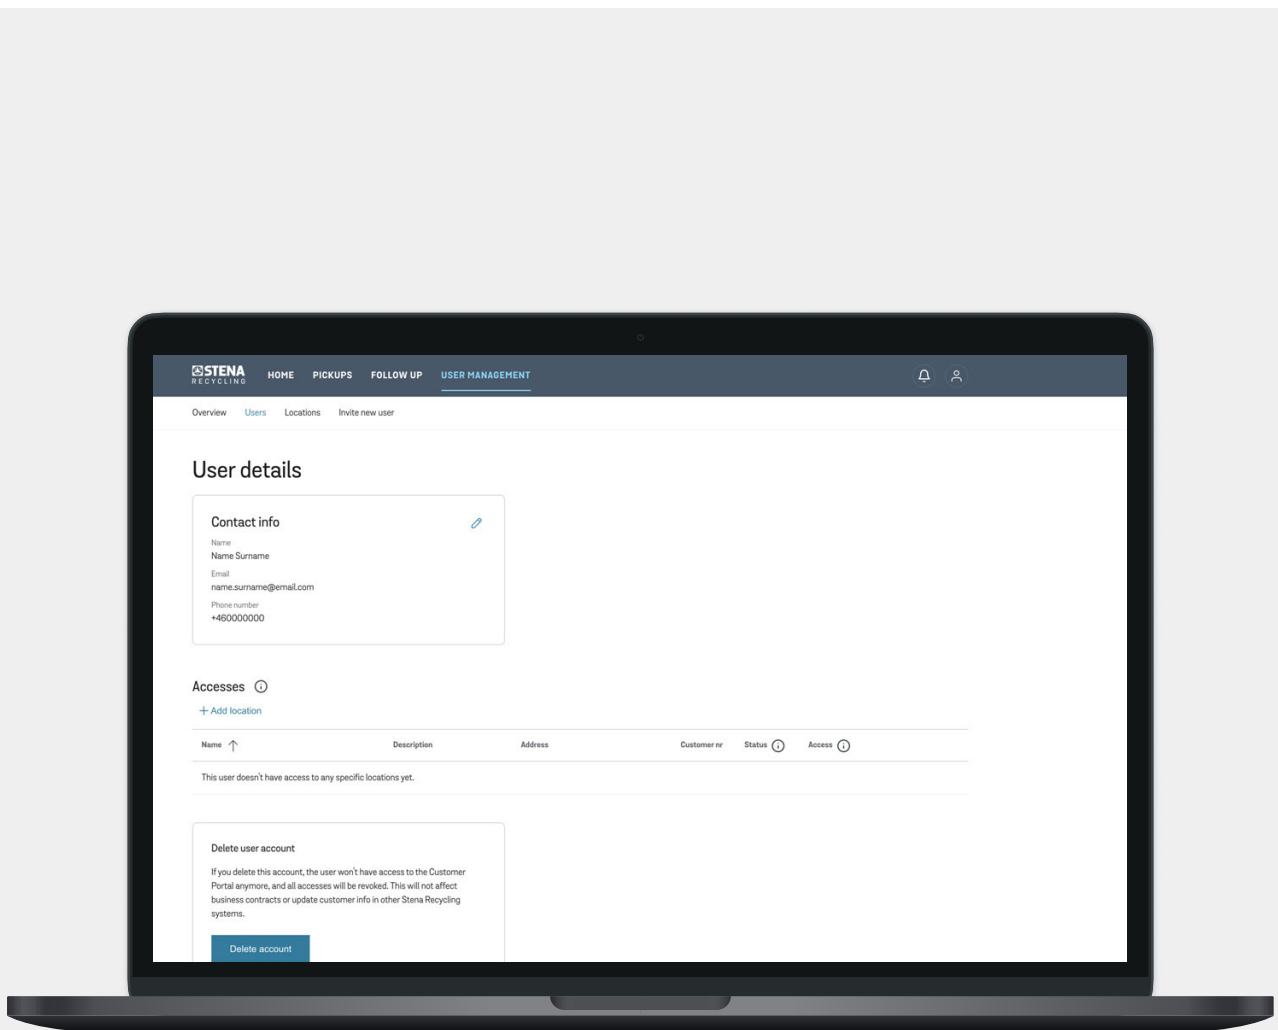 STENA
RECYCLING
HOME PICKUPS FOLLOW UP USER MANAGEMENT
Overview Users Locations Invite new user
User details
Contact info
Name
Name Surname
Email
name.surname@email.com
Phone number
+460000000
Accesses
+ Add location
Name Description Address Customer nr Status Access
This user doesn't have access to any specific locations yet.
Delete user account
If you delete this account, the user won't have access to the Customer
Portal anymore, and all accesses will be revoked. This will not affect
business contracts or update customer info in other Stena Recycling
systems.
Delete account